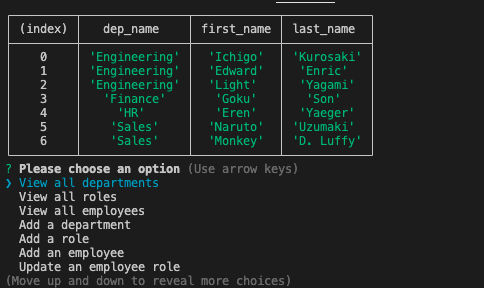 (index) dep_name first_name last_name
0 'Engineering' 'Ichigo' 'Kurosaki'
1 'Engineering' 'Edward' 'Enric'
2 'Engineering' 'Light' 'Yagami'
3 'Finance' 'Goku' 'Son'
4 'HR' 'Eren' 'Yaeger'
5 'Sales' 'Naruto' 'Uzumaki'
6 'Sales' 'Monkey' 'D. Luffy'
? Please choose an option (Use arrow keys)
❯ View all departments
View all roles
View all employees
Add a department
Add a role
Add an employee
Update an employee role
(Move up and down to reveal more choices)